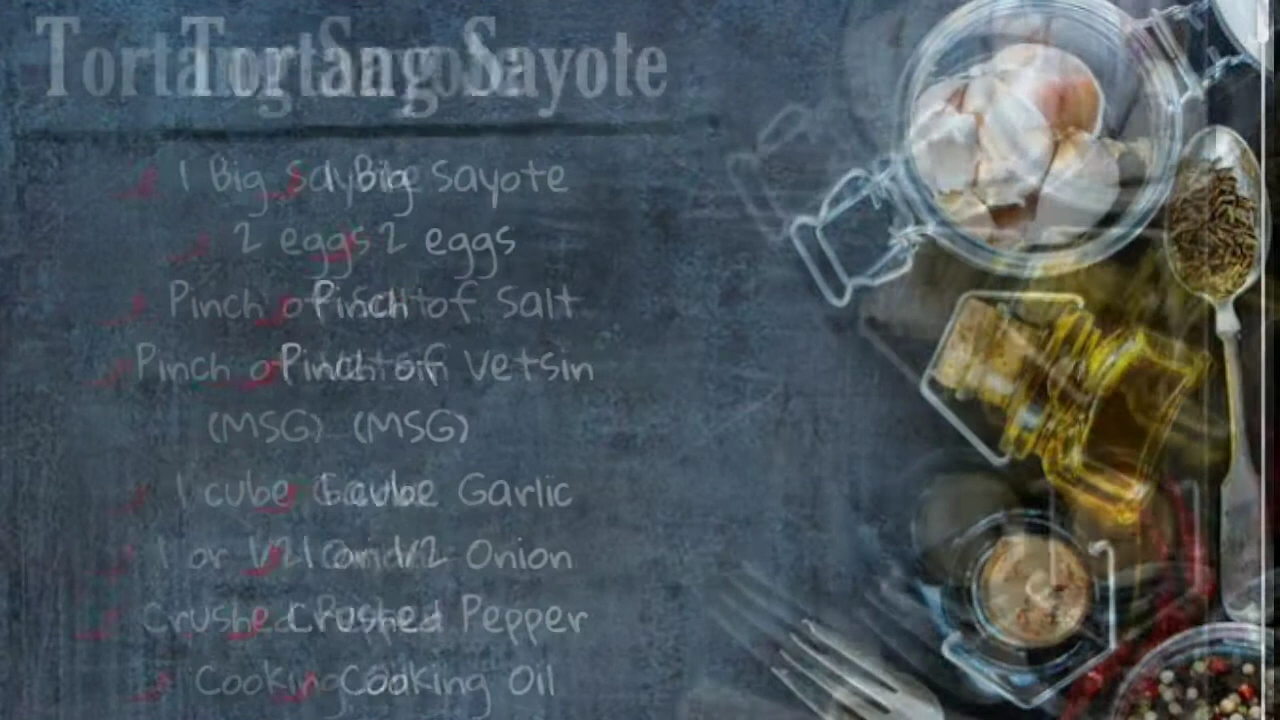 Tortang Sayote
1 Big Sayote
2 eggs
Pinch of Salt
Pinch of Vetsin
(MSG)
1 cube Garlic
1 or 1/2 Onion
Crushed Pepper
Cooking Oil